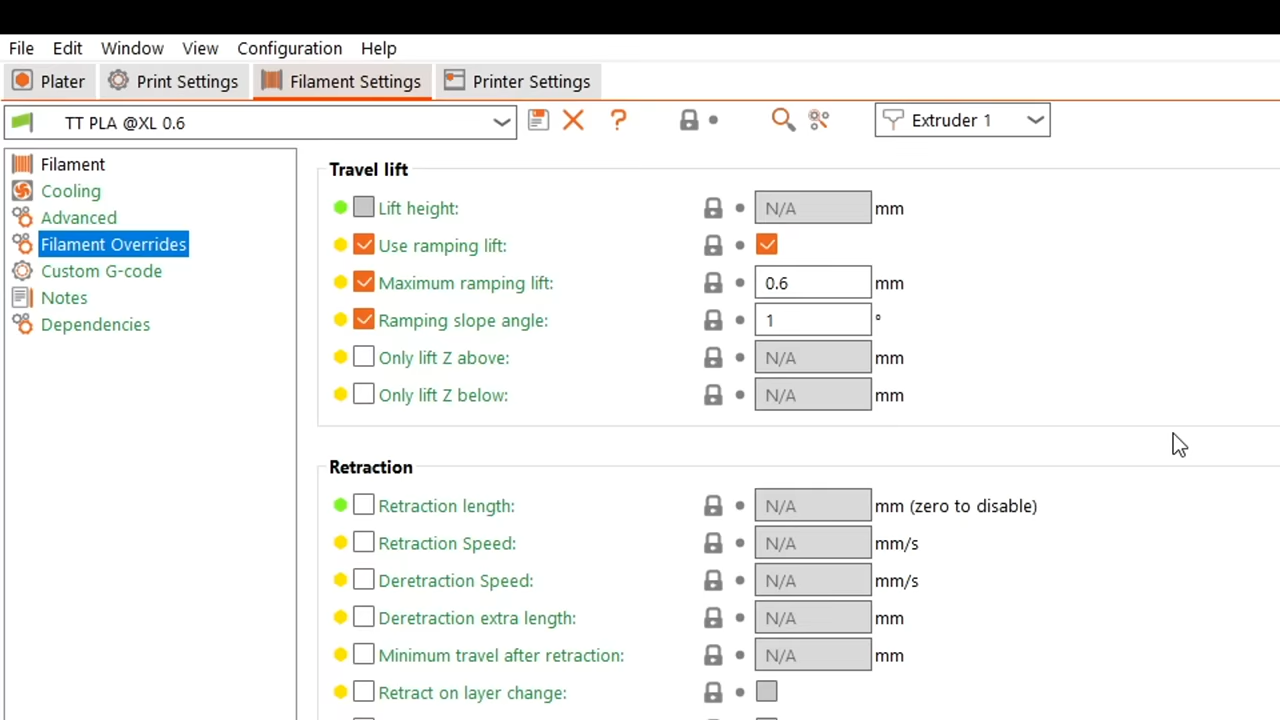 File Edit Window View Configuration Help
Plater Print Settings Filament Settings Printer Settings
TT PLA @XL 0.6 ? Extruder 1
Filament
Cooling
Advanced
Filament Overrides
Custom G-code
Notes
Dependencies
Travel lift
Lift height: N/A mm
Use ramping lift:
Maximum ramping lift: 0.6 mm
Ramping slope angle: 1 °
Only lift Z above: N/A mm
Only lift Z below: N/A mm
Retraction
Retraction length: N/A mm (zero to disable)
Retraction Speed: N/A mm/s
Deretraction Speed: N/A mm/s
Deretraction extra length: N/A mm
Minimum travel after retraction: N/A mm
Retract on layer change: